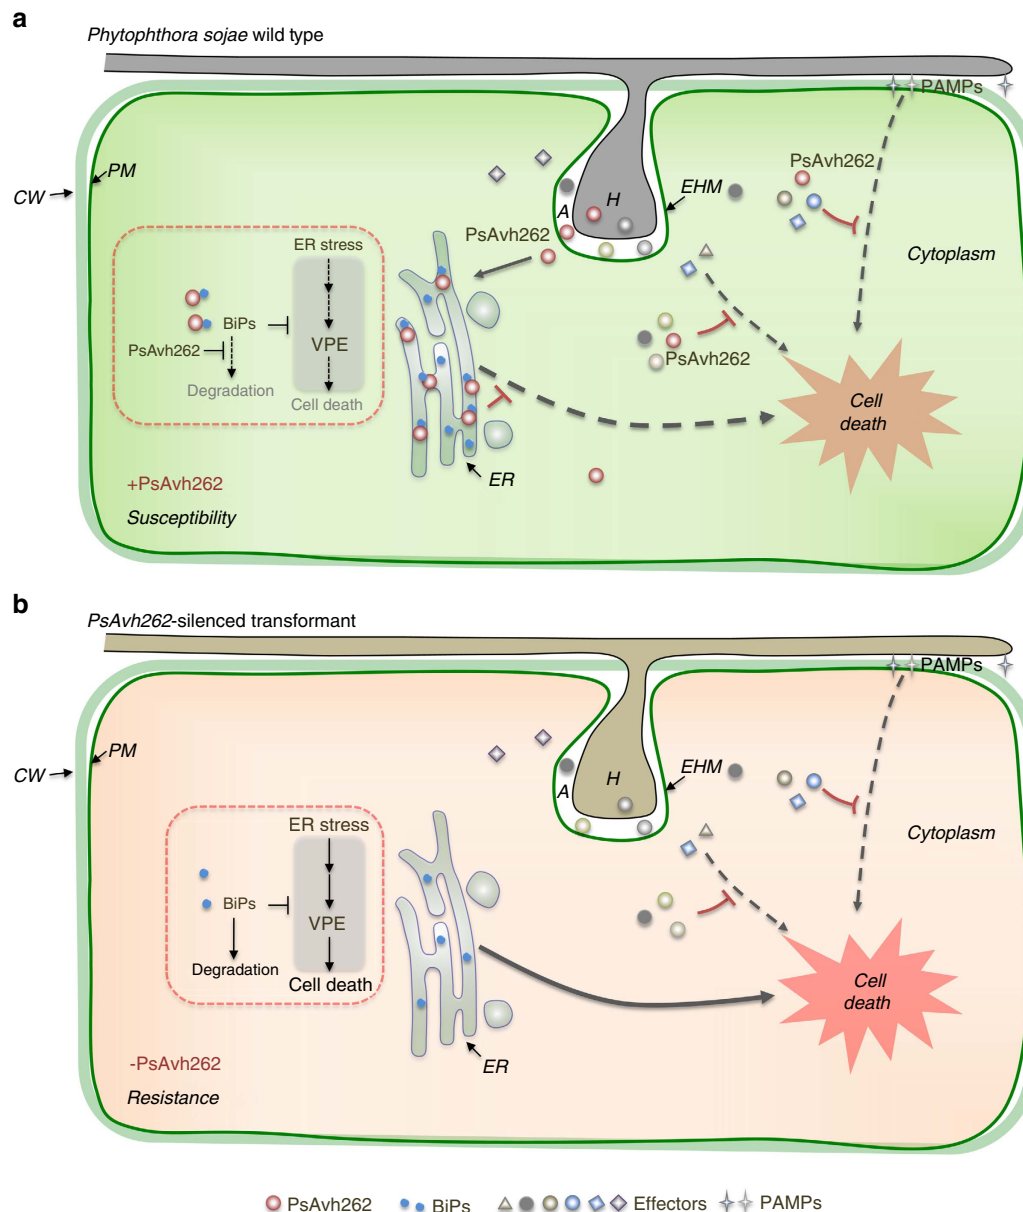 a
Phytophthora sojae wild type
PAMPs
PM
CW
PsAvh262
EHM
H
A
PsAvh262
Cytoplasm
ER stress
BiPs
VPE
PsAvh262
Degradation
Cell death
PsAvh262
Cell
death
ER
+PsAvh262
Susceptibility
b
PsAvh262-silenced transformant
PAMPs
PM
CW
EHM
H
A
Cytoplasm
ER stress
BiPs
VPE
Degradation
Cell death
Cell
death
ER
-PsAvh262
Resistance
PsAvh262 BiPs Effectors PAMPs